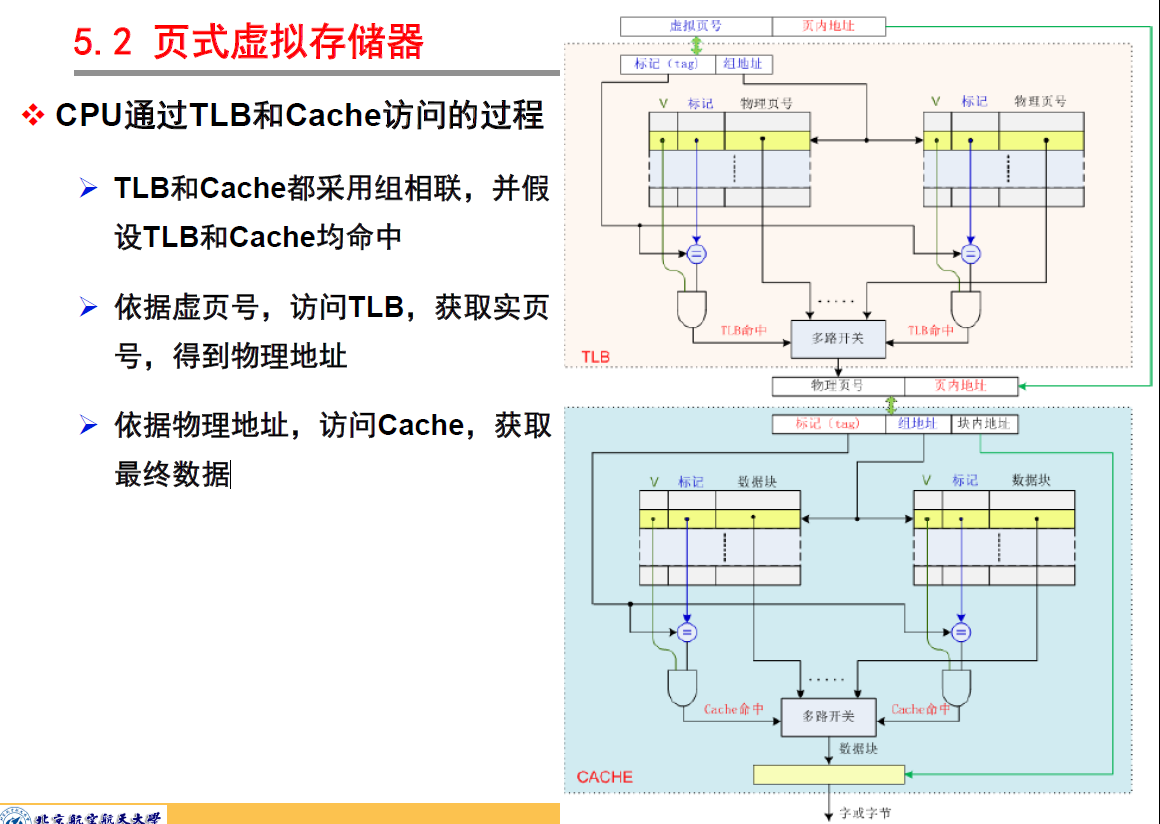 5.2 页式虚拟存储器
CPU通过TLB和Cache访问的过程
TLB和Cache都采用组相联，并假
设TLB和Cache均命中
依据虚页号，访问TLB，获取实页
号，得到物理地址
依据物理地址，访问Cache，获取
最终数据
北京航空航天大学
虚拟页号 页内地址
标记（tag) 组地址
V 标记 物理页号 V 标记 物理页号
= =
.....
TLB命中 多路开关 TLB命中
TLB
物理页号 页内地址
标记（tag) 组地址 块内地址
V 标记 数据块 V 标记 数据块
= =
.....
Cache命中 多路开关 Cache命中
数据块
CACHE
字或字节